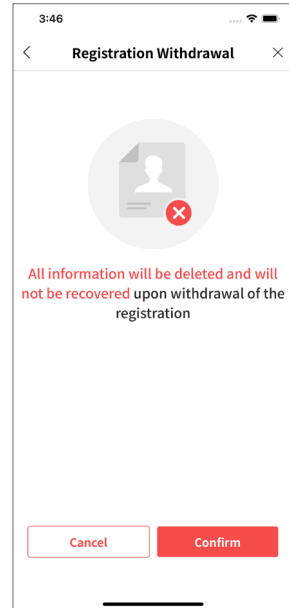 3:46
Registration Withdrawal
All information will be deleted and will
not be recovered upon withdrawal of the
registration
Cancel
Confirm